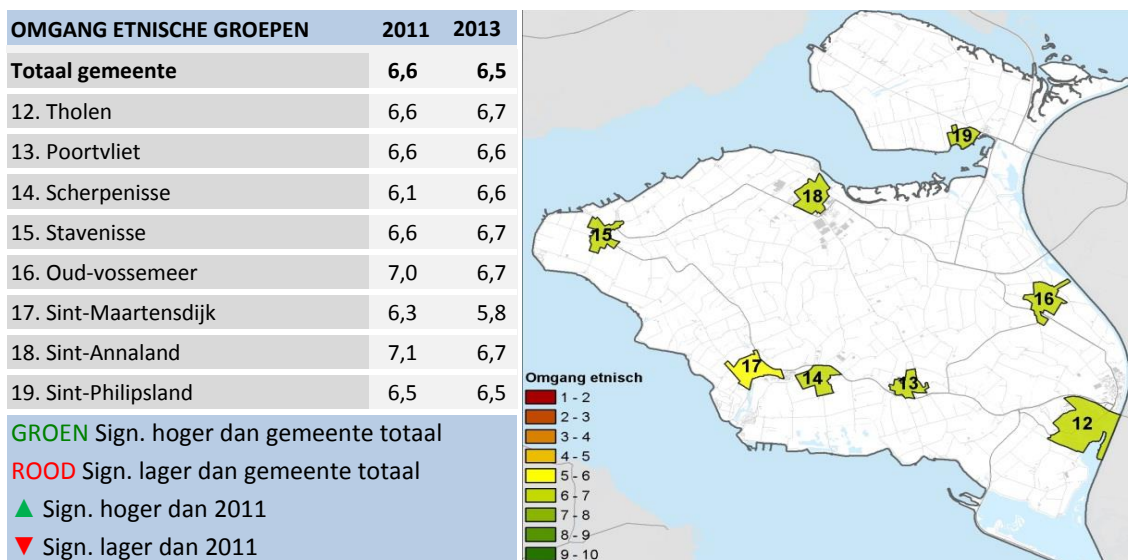 OMGANG ETNISCHE GROEPEN 2011 2013
Totaal gemeente 6,6 6,5
12. Tholen 6,6 6,7
13. Poortvliet 6,6 6,6
14. Scherpenisse 6,1 6,6
15. Stavenisse 6,6 6,7
16. Oud-vossemeer 7,0 6,7
17. Sint-Maartensdijk 6,3 5,8
18. Sint-Annaland 7,1 6,7
19. Sint-Philipsland 6,5 6,5
GROEN Sign. hoger dan gemeente totaal
ROOD Sign. lager dan gemeente totaal
▲ Sign. hoger dan 2011
▼ Sign. lager dan 2011
19
18
15
16
17
14
13
12
Omgang etnisch
1 - 2
2 - 3
3 - 4
4 - 5
5 - 6
6 - 7
7 - 8
8 - 9
9 - 10